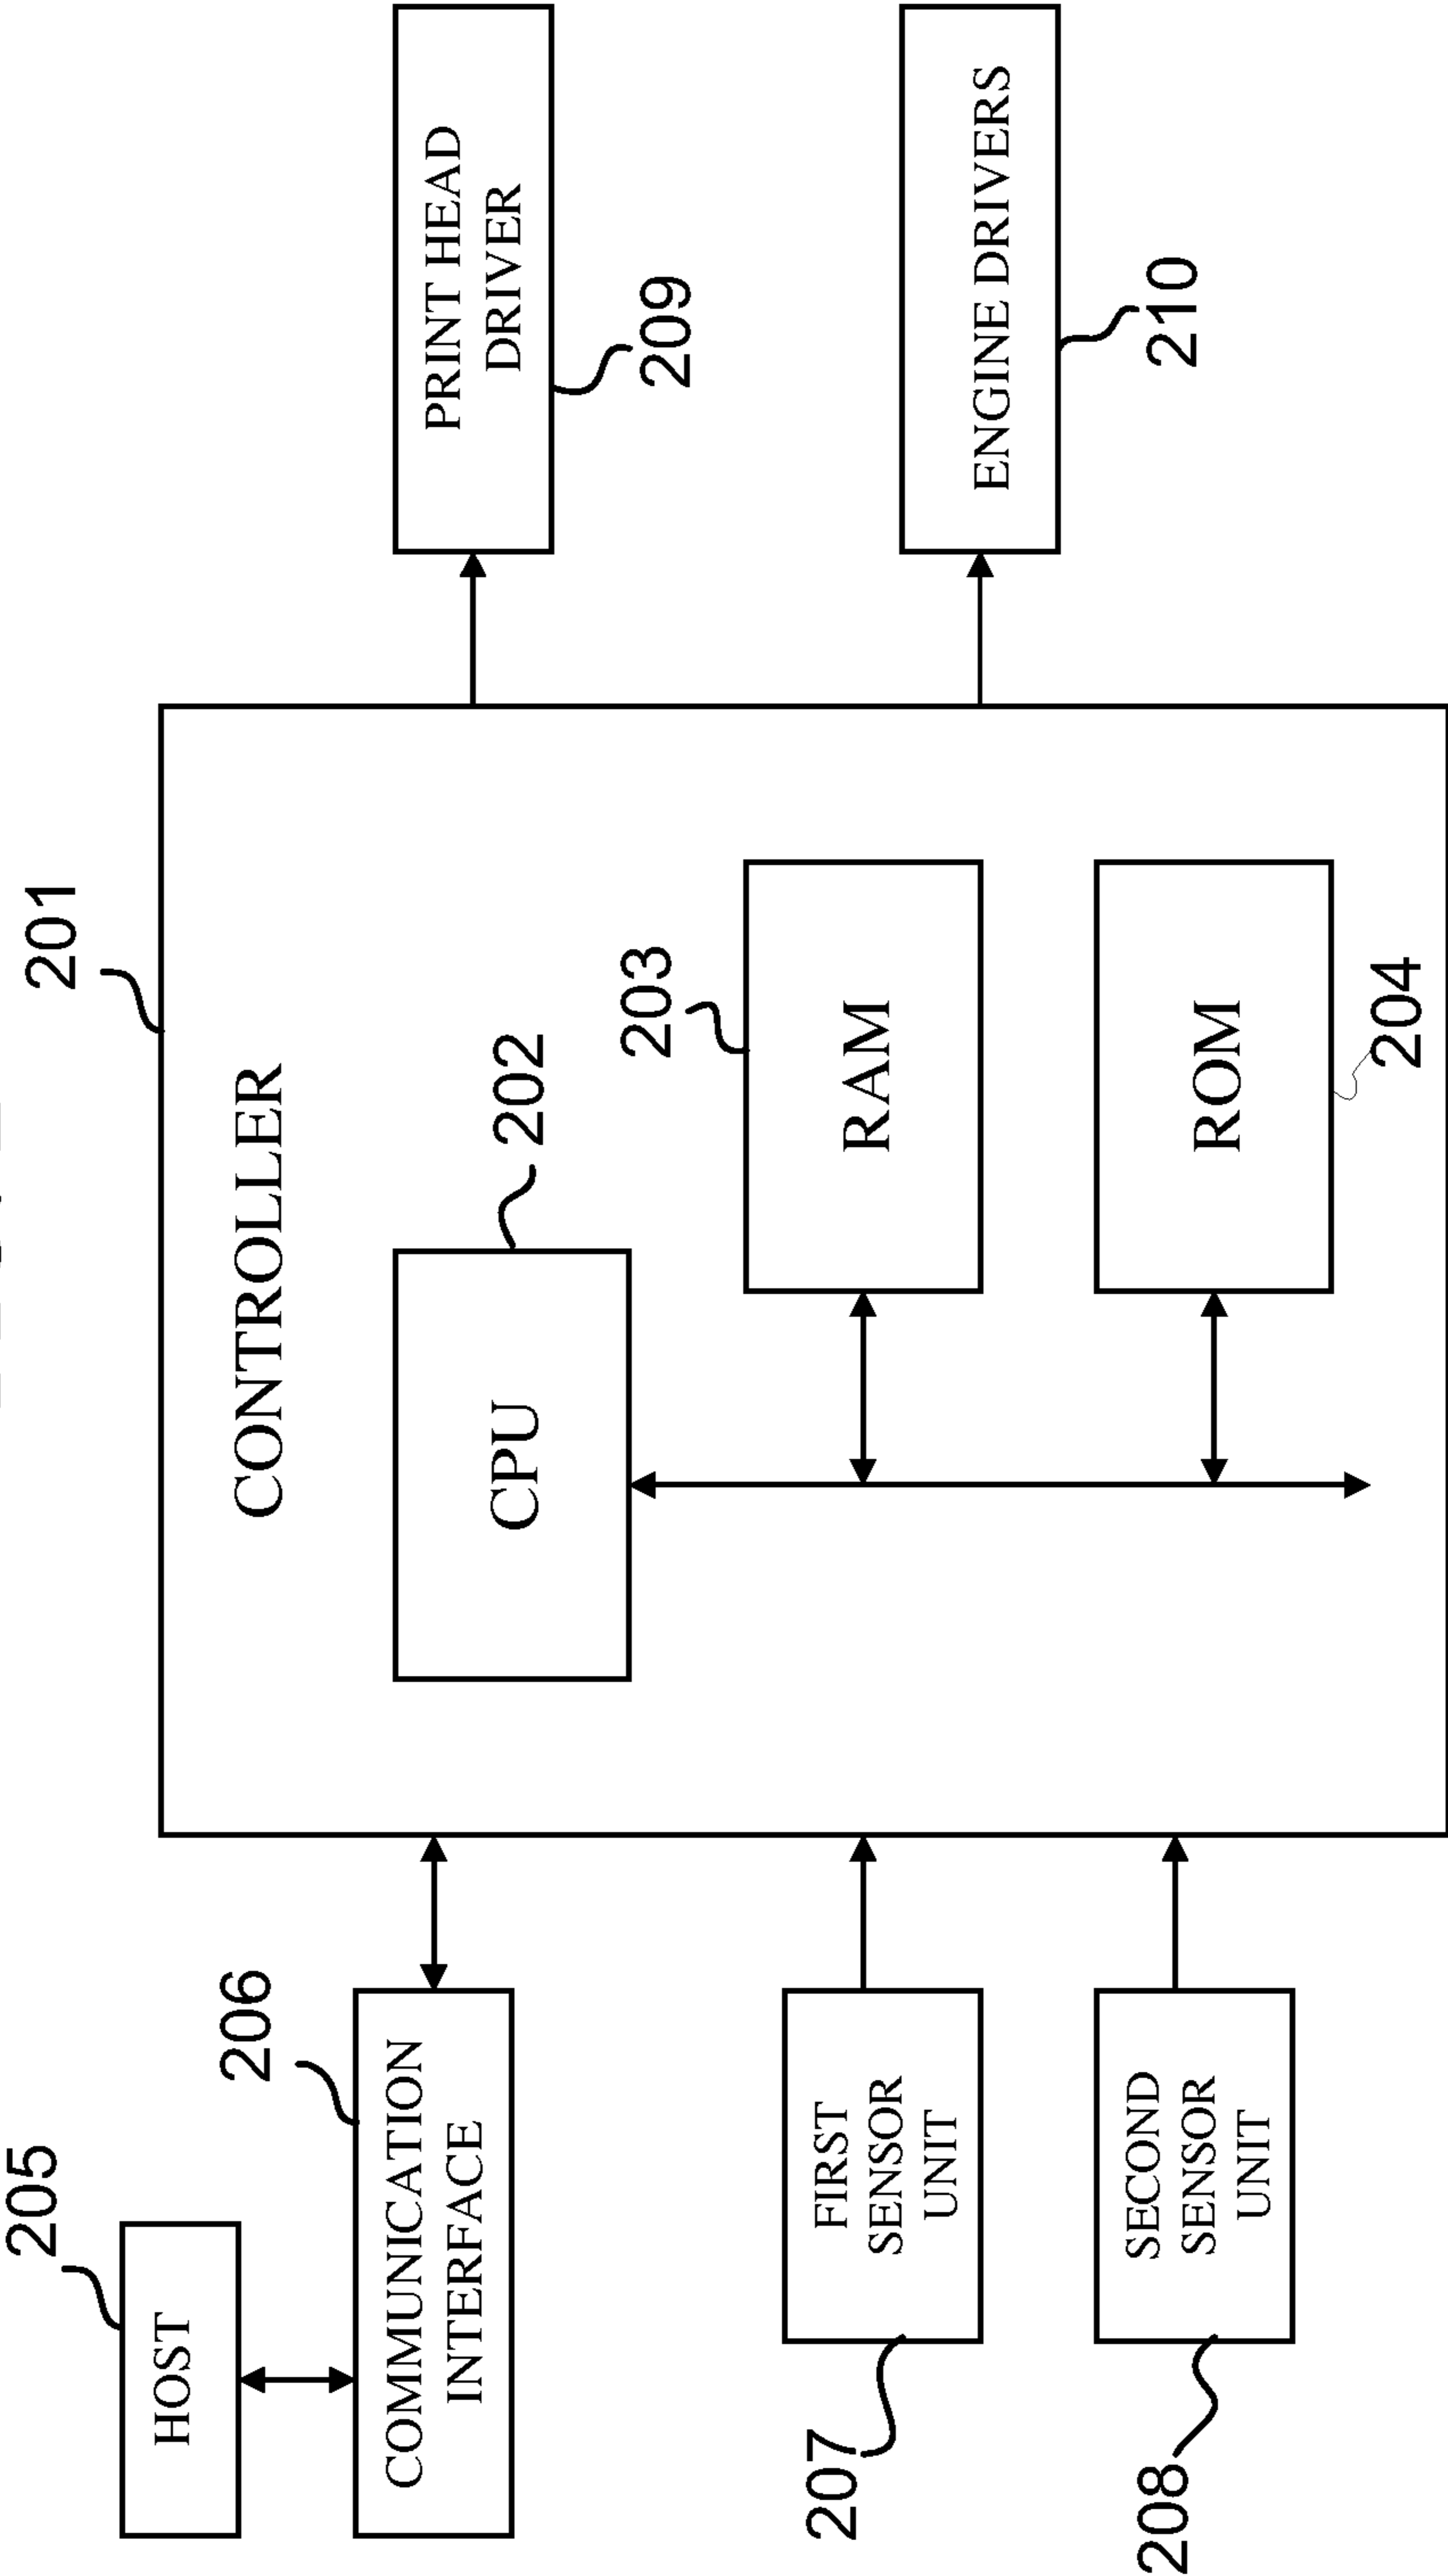 205
HOST
206
COMMUNICATION
INTERFACE
207
FIRST
SENSOR
UNIT
208
SECOND
SENSOR
UNIT
201
CONTROLLER
CPU
202
203
RAM
ROM
204
PRINT HEAD
DRIVER
209
ENGINE DRIVERS
210